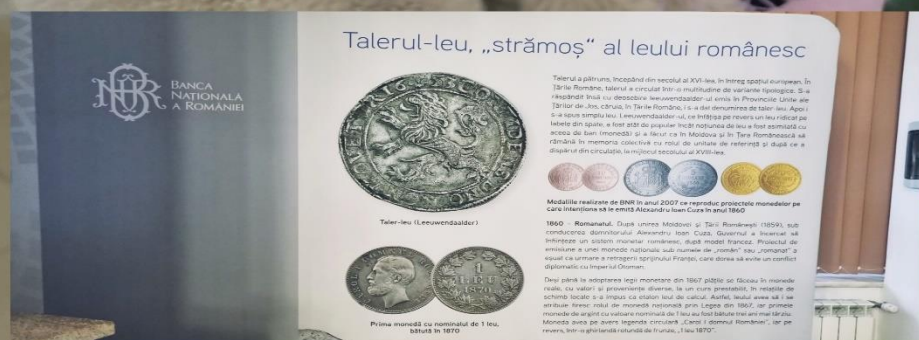 BANCA
NAȚIONALĂ
A ROMÂNIEI
Talerul-leu, „strămoș“ al leului românesc
Taler-leu (Leeuwendaalder)
Prima monedă cu nominalul de 1 leu,
bătută în 1870
Talerul a pătruns, începând din secolul al XVI-lea, în întreg spațiul european. În
Țările Române, talerul a circulat într-o multitudine de variante tipologice. S-a
răspândit însă cu deosebire leeuwendaalder-ul emis în Provinciile Unite ale
Țărilor de Jos, căruia, în Țările Române, i s-a dat denumirea de taler-leu. Apoi i
s-a spus simplu leu. Leeuwendaalder-ul, ce înfățișa pe revers un leu ridicat pe
labele din spate, a fost atât de popular încât noțiunea de leu a fost asimilată cu
aceea de ban (monedă) și a făcut ca în Moldova și în Țara Românească să
rămână în memoria colectivă cu rolul de unitate de referință și după ce a
dispărut din circulație, la mijlocul secolului al XVIII-lea.
Medaliile realizate de BNR în anul 2007 ce reproduc proiectele monedelor pe
care intenționa să le emită Alexandru Ioan Cuza în anul 1860
1860 - Romanatul. După unirea Moldovei și Țării Românești (1859), sub
conducerea domnitorului Alexandru Ioan Cuza, Guvernul a încercat să
înființeze un sistem monetar românesc, după model francez. Proiectul de
emisiune a unei monede naționale sub numele de „român” sau „romanat” a
eșuat ca urmare a retragerii sprijinului Franței, care dorea să evite un conflict
diplomatic cu Imperiul Otoman.
Deși până la adoptarea legii monetare din 1867 plățile se făceau în monede
reale, cu valori și proveniențe diverse, la un curs prestabilit, în relațiile de
schimb locale s-a impus ca etalon leul de calcul. Astfel, leului avea să i se
atribuie firesc rolul de monedă națională prin Legea din 1867, iar primele
monede de argint cu valoare nominală de 1 leu au fost bătute trei ani mai târziu.
Moneda avea pe avers legenda circulară „Carol I domnul României”, iar pe
revers, într-o ghirlandă rotundă de frunze, „1 leu 1870”.
1
LEU
1870